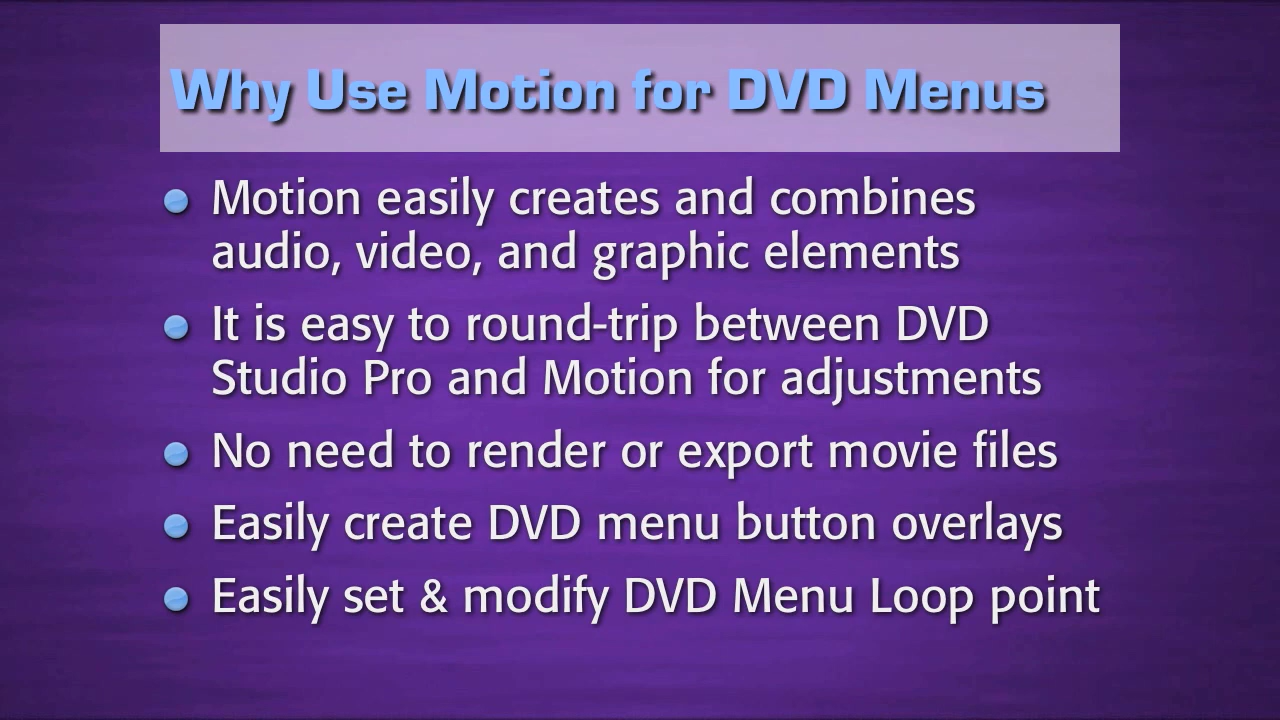 Why Use Motion for DVD Menus
Motion easily creates and combines
audio, video, and graphic elements
It is easy to round-trip between DVD
Studio Pro and Motion for adjustments
No need to render or export movie files
Easily create DVD menu button overlays
Easily set & modify DVD Menu Loop point